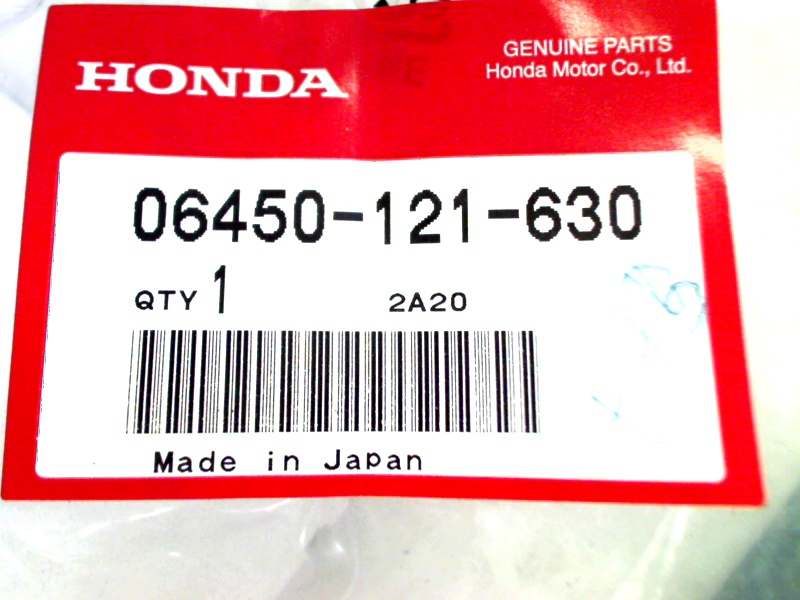 HONDA
GENUINE PARTS
Honda Motor Co., Ltd.
06450-121-630
QTY 1 2A20
Made in Japan